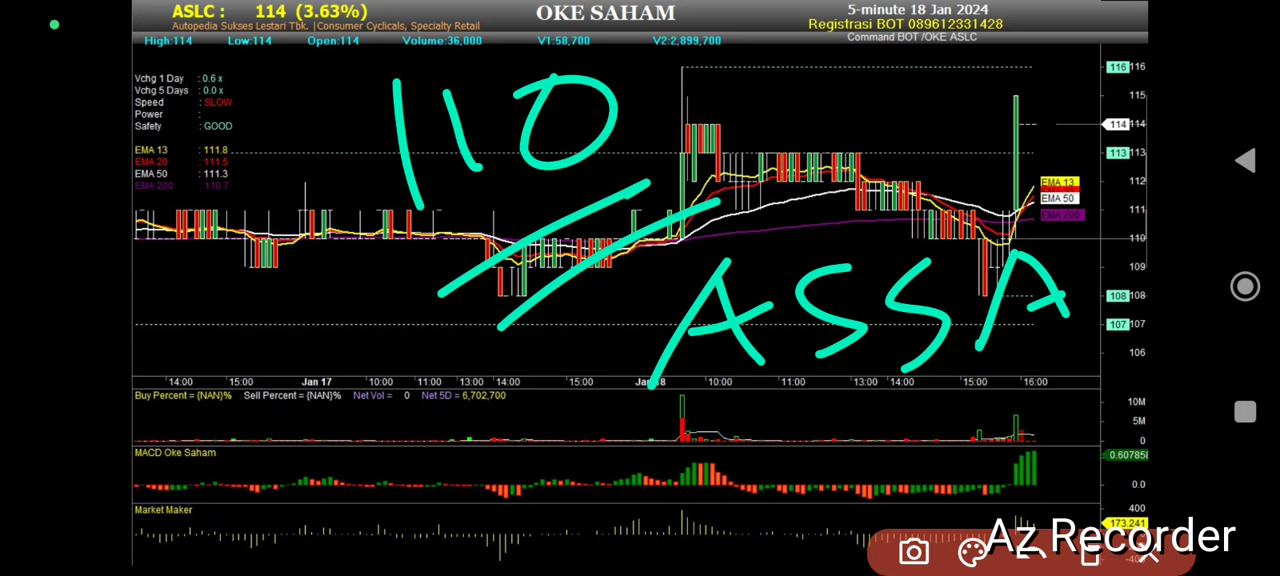 ASLC : 114 (3.63%) OKE SAHAM 5-minute 18 Jan 2024
Autopedia Sukses Lestari Tbk. |Consumer Cyclicals, Specialty Retail Registrasi BOT 089612331428
Command BOT /OKE ASLC
High:114 Low:114 Open:114 Volume:36,000 V1:58,700 V2:2,899,700
Vchg 1 Day : 0.6 x
Vchg 5 Days : 0.0 x
Speed : SLOW
Power :
Safety : GOOD
EMA 13 : 111.8
EMA 20 : 111.5
EMA 50 : 111.3
EMA 200 : 110.7
110
ASSA
116 116
115
114 114
113 113
112
EMA 13
EMA 50
EMA 200
111
110
109
108 108
107 107
106
14:00 15:00 Jan 17 10:00 11:00 13:00 14:00 15:00 10:00 11:00 13:00 14:00 15:00 16:00
Buy Percent = {NAN}% Sell Percent = {NAN}% Net Vol = 0 Net 5D = 6,702,700
10M
5M
0
MACD Oke Saham
0.607856
0.0
Market Maker
400
173.241
Az Recorder